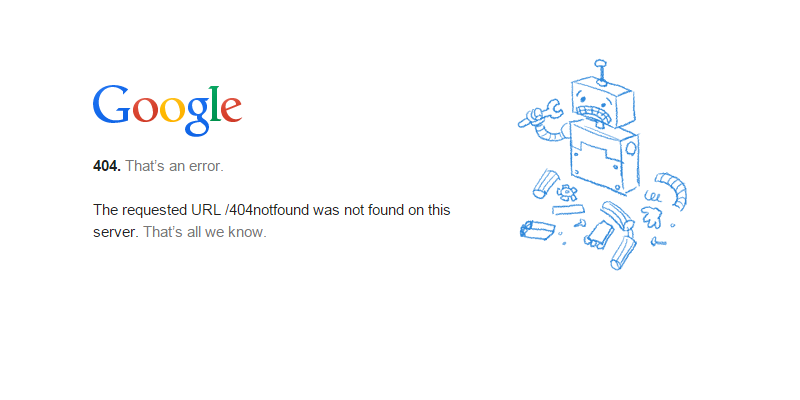 Google
404. That's an error.
The requested URL /404notfound was not found on this
server. That's all we know.